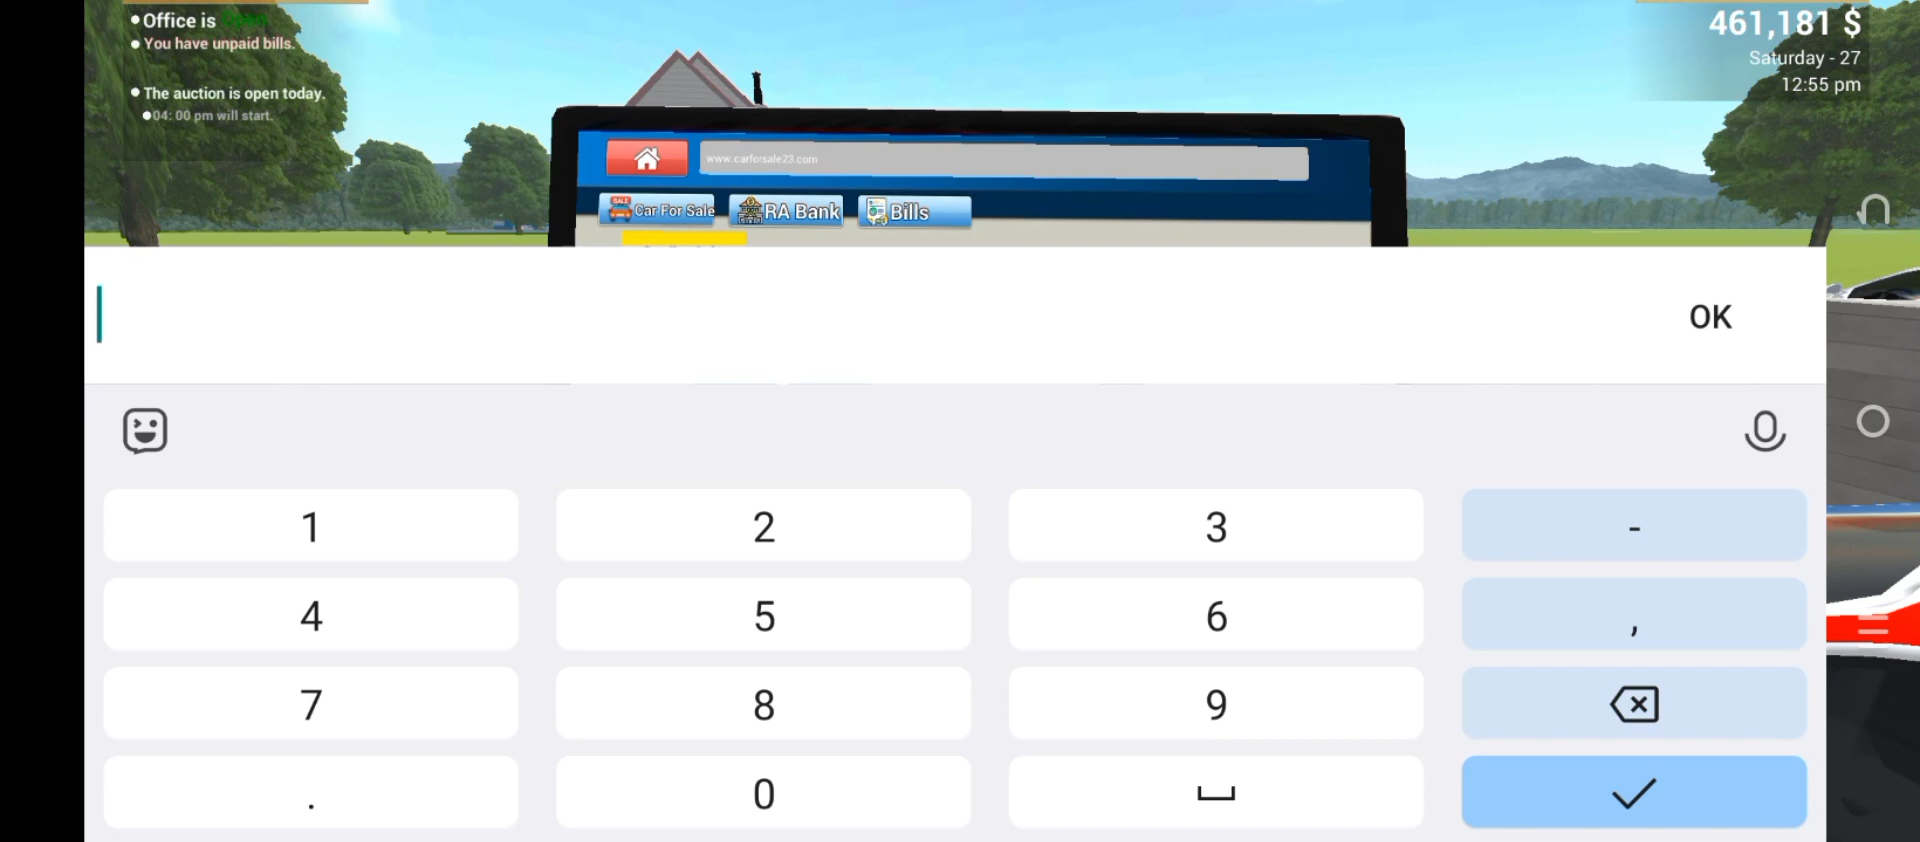 Office is Open
You have unpaid bills.
The auction is open today.
04: 00 pm will start.
461,181 $
Saturday - 27
12:55 pm
www.carforsale23.com
SALE
Car For Sale
RA Bank
Bills
OK
1 2 3 -
4 5 6 ,
7 8 9
. 0